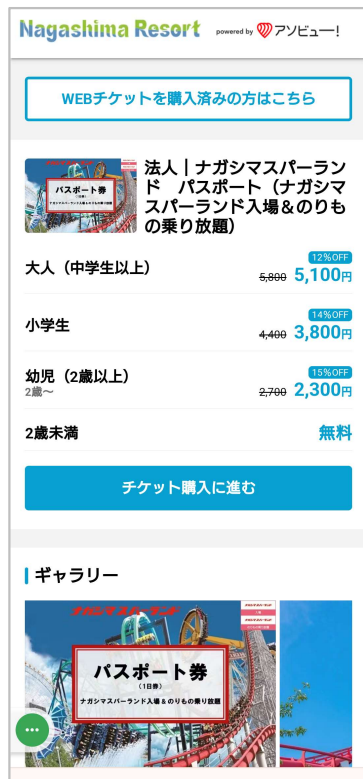 Nagashima Resort powered by アソビュー!
WEBチケットを購入済みの方はこちら
法人｜ナガシマスパーラン
ド　パスポート（ナガシマ
スパーランド入場＆のりも
の乗り放題）
大人（中学生以上）
12%OFF
5,800 5,100円
小学生
14%OFF
4,400 3,800円
幼児（2歳以上）
2歳～
15%OFF
2,700 2,300円
2歳未満 無料
チケット購入に進む
ギャラリー
ナガシマスパーランド
パスポート券
（1日券）
ナガシマスパーランド入場＆のりもの乗り放題